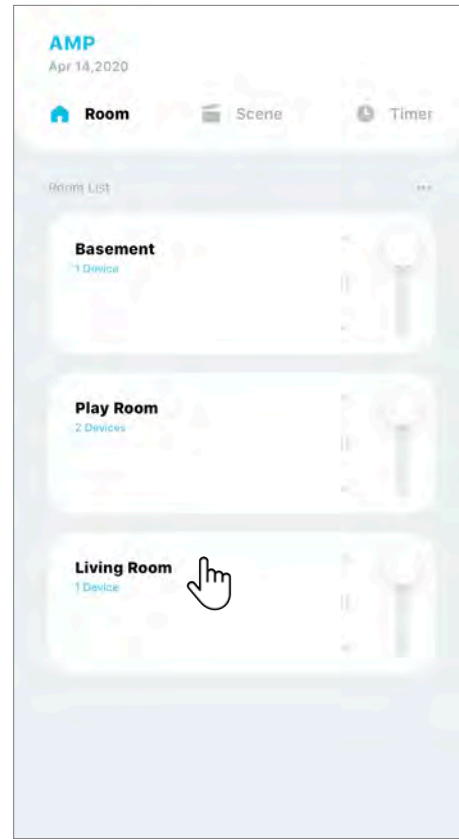 AMP
Apr 14,2020
Room Scene Timer
Room List
Basement
1 Device
Play Room
2 Devices
Living Room
1 Device